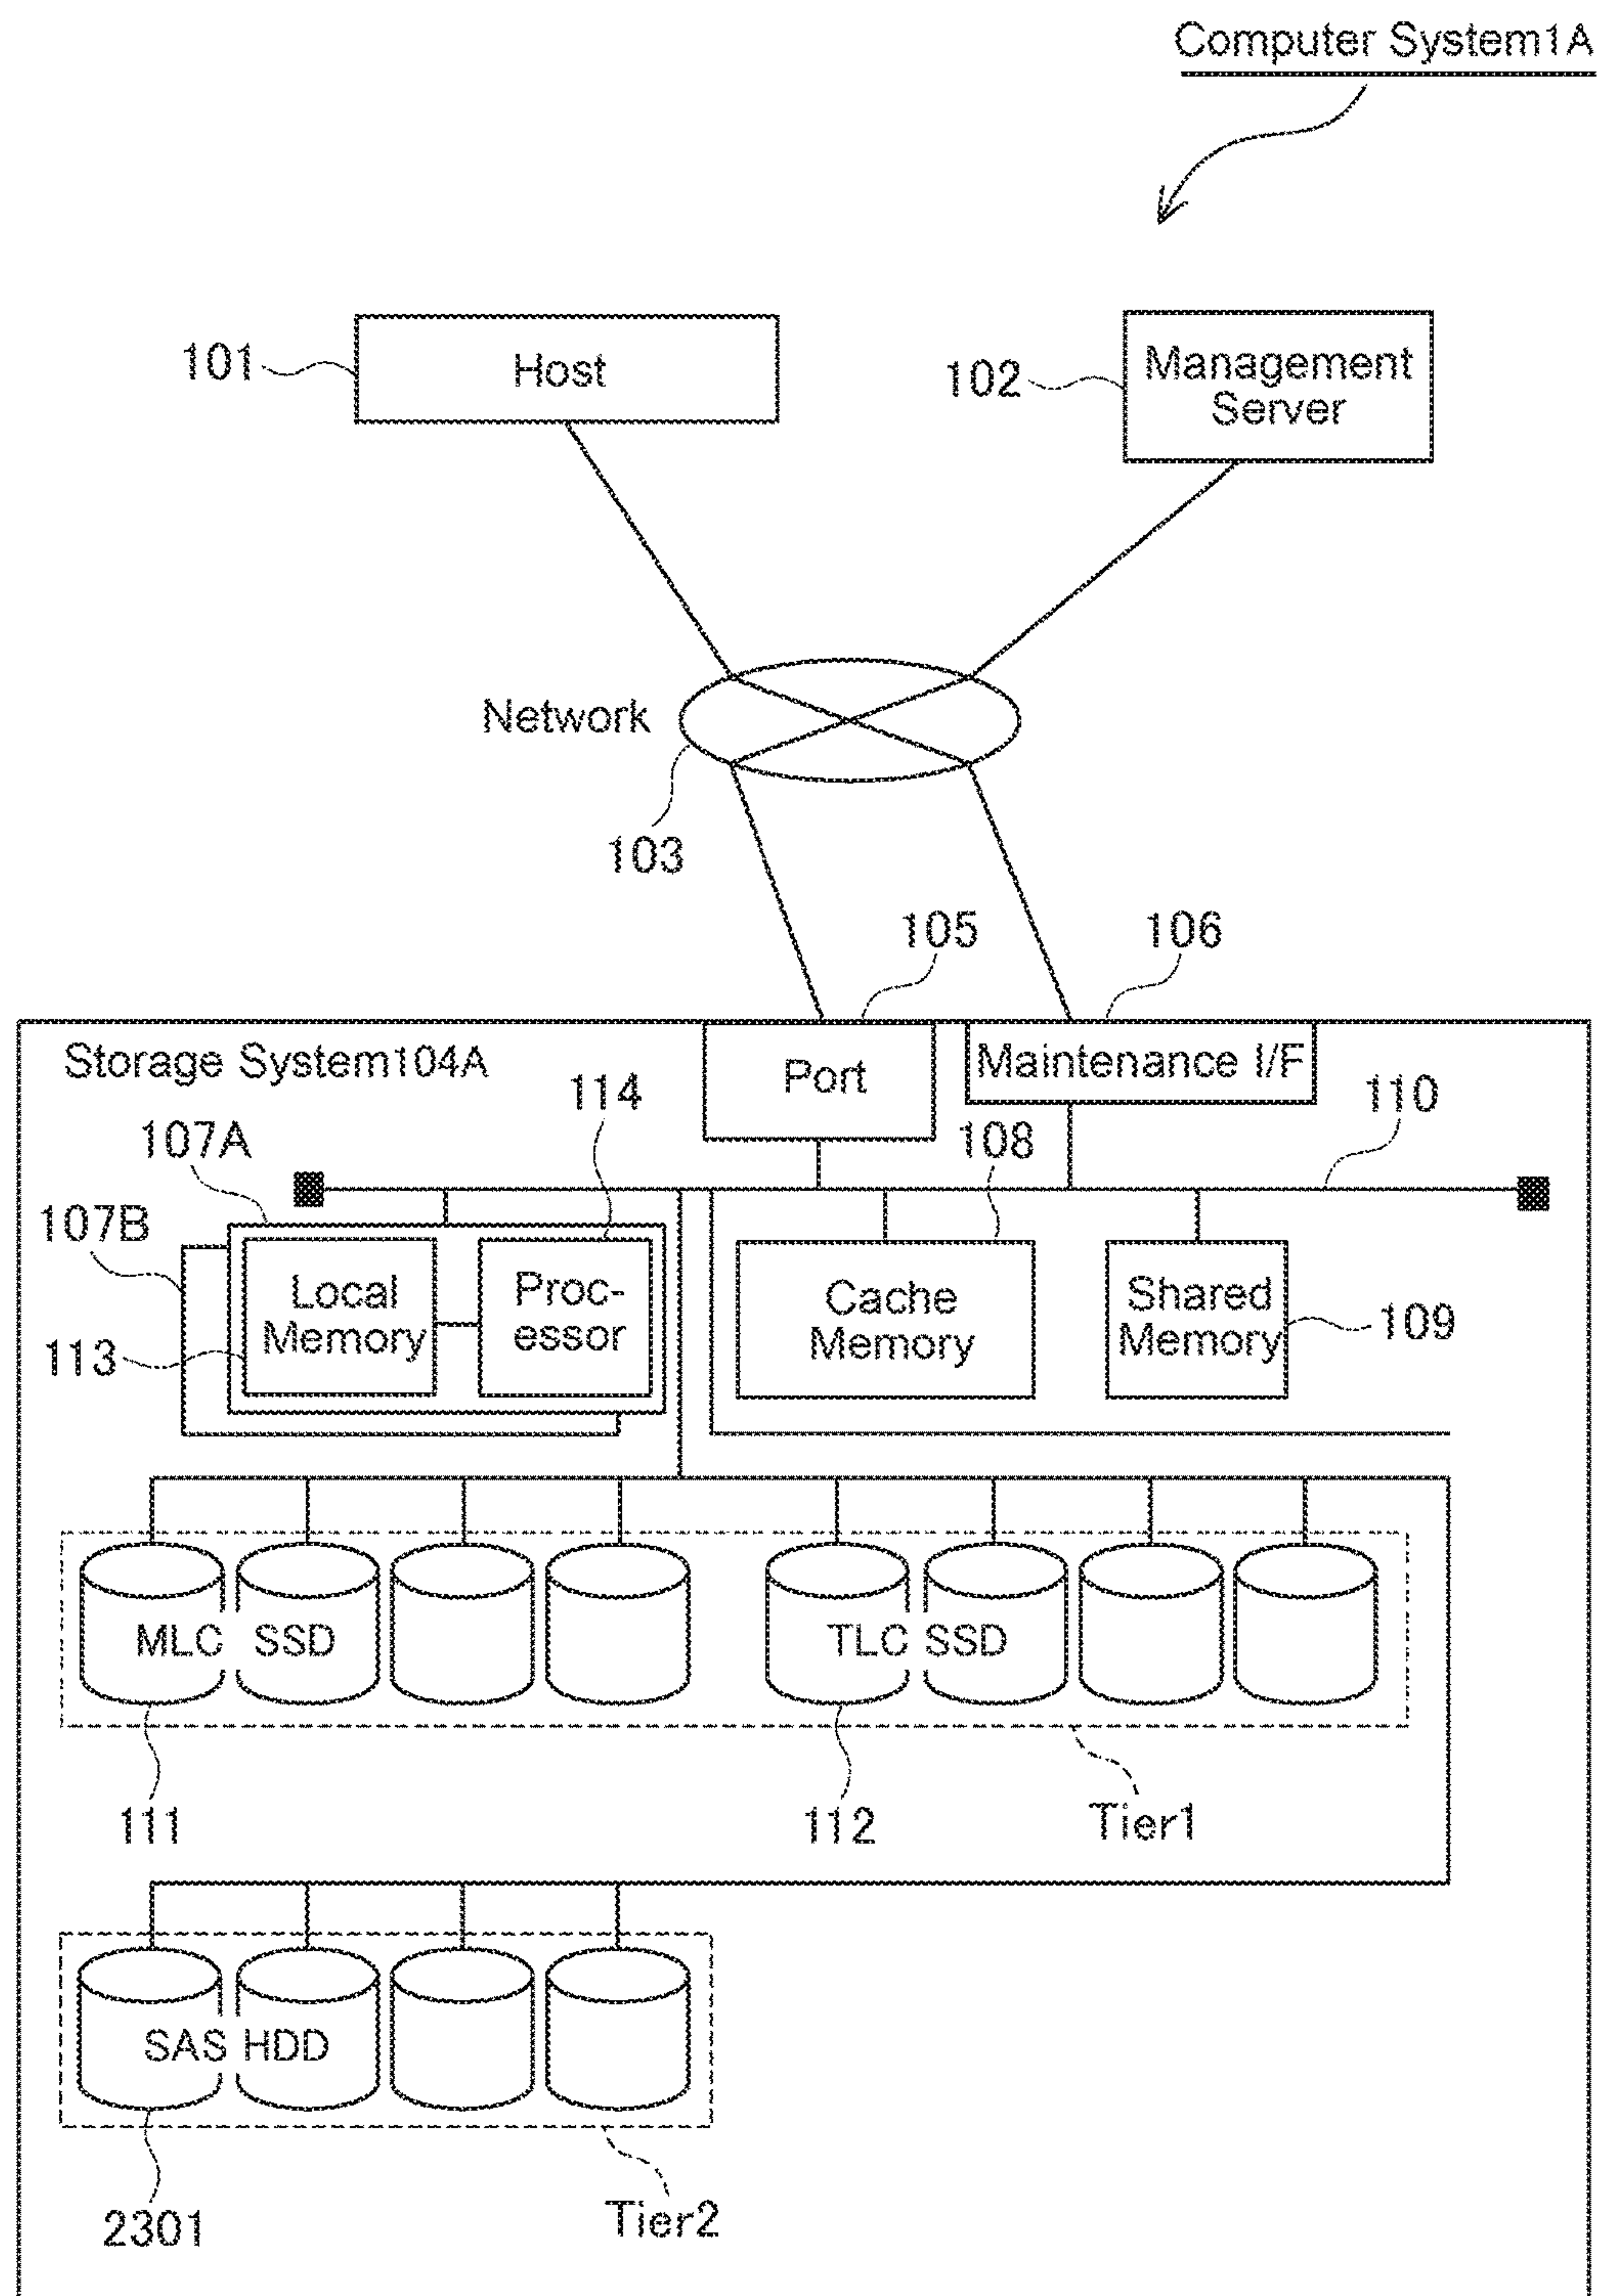 Computer System1A
101
Host
102
Management
Server
Network
103
105
106
Storage System104A
Port
Maintenance I/F
114
110
107A
108
107B
Local
Memory
Proc-
essor
Cache
Memory
Shared
Memory
109
113
MLC SSD
TLC SSD
111
112
Tier1
SAS HDD
2301
Tier2